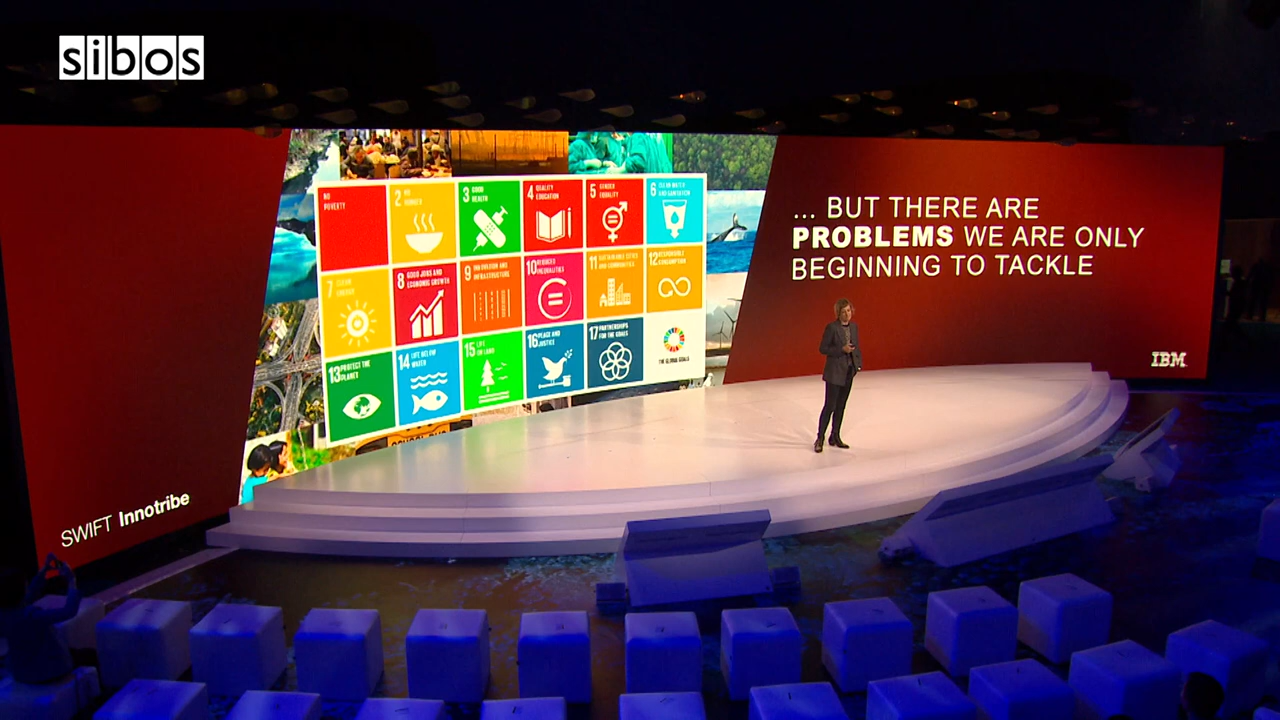 sibos
NO
POVERTY
2 NO
HUNGER
3 GOOD
HEALTH
4 QUALITY
EDUCATION
5 GENDER
EQUALITY
6 CLEAN WATER
AND SANITATION
7 CLEAN
ENERGY
8 GOOD JOBS AND
ECONOMIC GROWTH
9 INNOVATION AND
INFRASTRUCTURE
10 REDUCED
INEQUALITIES
11 SUSTAINABLE CITIES
AND COMMUNITIES
12 RESPONSIBLE
CONSUMPTION
13 PROTECT THE
PLANET
14 LIFE BELOW
WATER
15 LIFE
ON LAND
16 PEACE AND
JUSTICE
17 PARTNERSHIPS
FOR THE GOALS
THE GLOBAL GOALS
... BUT THERE ARE
PROBLEMS WE ARE ONLY
BEGINNING TO TACKLE
IBM
SWIFT Innotribe